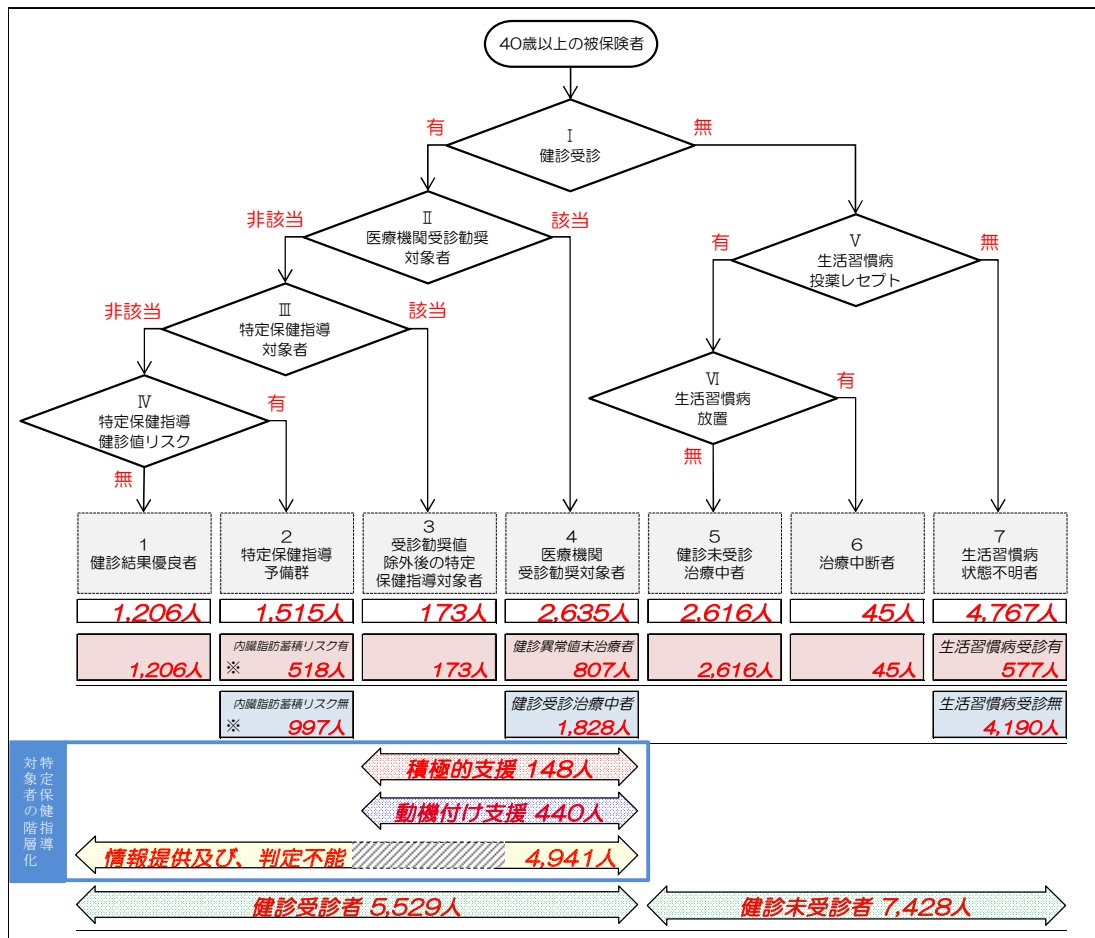 40歳以上の被保険者
Ⅰ
健診受診
有
無
Ⅱ
医療機関受診勧奨
対象者
非該当
該当
Ⅴ
生活習慣病
投薬レセプト
有
無
Ⅲ
特定保健指導
対象者
非該当
該当
Ⅳ
特定保健指導
健診値リスク
有
無
Ⅵ
生活習慣病
放置
有
無
1
健診結果優良者
2
特定保健指導
予備群
3
受診勧奨値
除外後の特定
保健指導対象者
4
医療機関
受診勧奨対象者
5
健診未受診
治療中者
6
治療中断者
7
生活習慣病
状態不明者
1,206人
1,515人
173人
2,635人
2,616人
45人
4,767人
1,206人
内臓脂肪蓄積リスク有
※ 518人
173人
健診異常値未治療者
807人
2,616人
45人
生活習慣病受診有
577人
内臓脂肪蓄積リスク無
※ 997人
健診受診治療中者
1,828人
生活習慣病受診無
4,190人
特定保健指導
対象者の階層化
積極的支援 148人
動機付け支援 440人
情報提供及び、判定不能 4,941人
健診受診者 5,529人
健診未受診者 7,428人